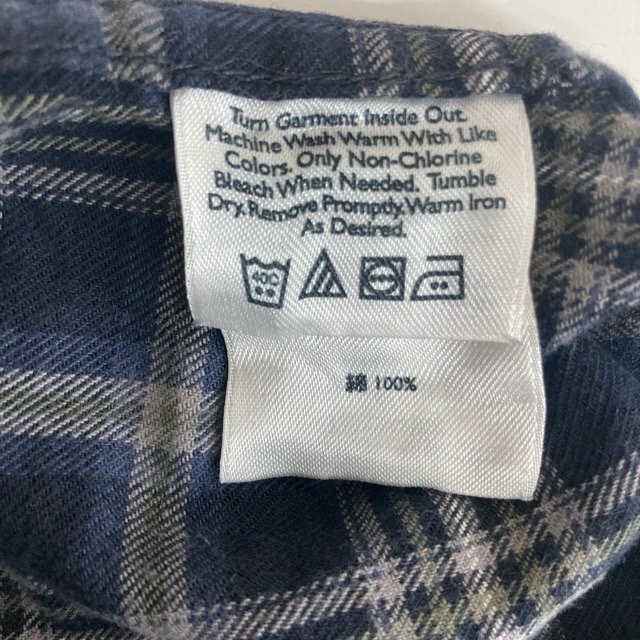 Turn Garment Inside Out.
Machine Wash Warm With Like
Colors. Only Non-Chlorine
Bleach When Needed. Tumble
Dry. Remove Promptly. Warm Iron
As Desired.
40C
綿 100%